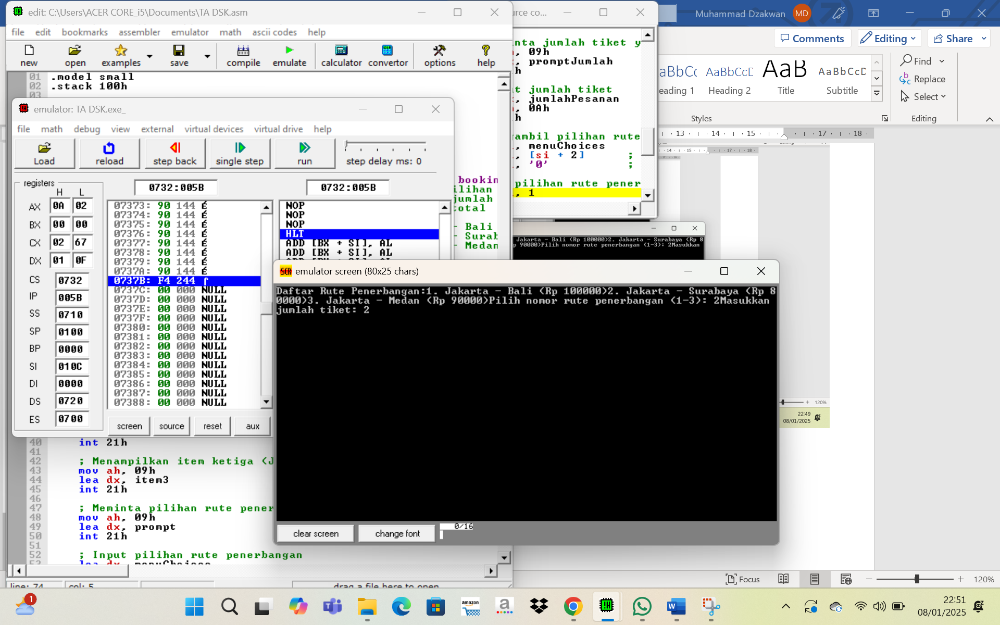 edit: C:\Users\ACER CORE_i5\Documents\TA DSK.asm
file edit bookmarks assembler emulator math ascii codes help
new open examples save compile emulate calculator convertor options help
01 .model small
02 .stack 100h
03
emulator: TA DSK.exe_
file math debug view external virtual devices virtual drive help
Load reload step back single step run step delay ms: 0
registers
H L
AX 0A 02
BX 00 00
CX 02 67
DX 01 0F
CS 0732
IP 005B
SS 0710
SP 0100
BP 0000
SI 010C
DI 0000
DS 0720
ES 0700
0732:005B 0732:005B
07373: 90 144 É
07374: 90 144 É
07375: 90 144 É
07376: 90 144 É
07377: 90 144 É
07378: 90 144 É
07379: 90 144 É
0737A: 90 144 É
0737B: F4 244 ⌠
0737C: 00 000 NULL
0737D: 00 000 NULL
0737E: 00 000 NULL
0737F: 00 000 NULL
07380: 00 000 NULL
07381: 00 000 NULL
07382: 00 000 NULL
07383: 00 000 NULL
07384: 00 000 NULL
07385: 00 000 NULL
07386: 00 000 NULL
07387: 00 000 NULL
07388: 00 000 NULL
NOP
NOP
NOP
HLT
ADD [BX + SI], AL
ADD [BX + SI], AL
screen source reset aux
bookin
ilihan
jumlah
total
- Bali
- Surab
- Medan
40 int 21h
41
42 ; Menampilkan item ketiga (J
43 mov ah, 09h
44 lea dx, item3
45 int 21h
46
47 ; Meminta pilihan rute pener
48 mov ah, 09h
49 lea dx, prompt
50 int 21h
51
52 ; Input pilihan rute penerbangan
53 lea dx, menuChoices
line: 74 col: 5 drag a file here to open
urce co...
nta jumlah tiket y
, 09h
, promptJumlah
h
t jumlah tiket
, jumlahPesanan
, 0Ah
h
ambil pilihan rute
, menuChoices
, [si + 2] ;
, '0' ;
pilihan rute pener
, 1
Jakarta - Bali (Rp 100000)2. Jakarta - Surabaya (Rp 8
p 90000)Pilih nomor rute penerbangan (1-3): 2Masukkan
emulator screen (80x25 chars)
Daftar Rute Penerbangan:1. Jakarta - Bali (Rp 100000)2. Jakarta - Surabaya (Rp 8
0000)3. Jakarta - Medan (Rp 90000)Pilih nomor rute penerbangan (1-3): 2Masukkan
jumlah tiket: 2
clear screen change font 0/16
Muhammad Dzakwan MD
Comments Editing Share
AaBbCc AaBbCcD AaB AaBbCcD
eading 1 Heading 2 Title Subtitle
Styles
Find
Replace
Select
Editing
13 14 15 17 18
14 15 17 18
120%
22:49
08/01/2025
Focus 120%
1
amazon
a
22:51
08/01/2025